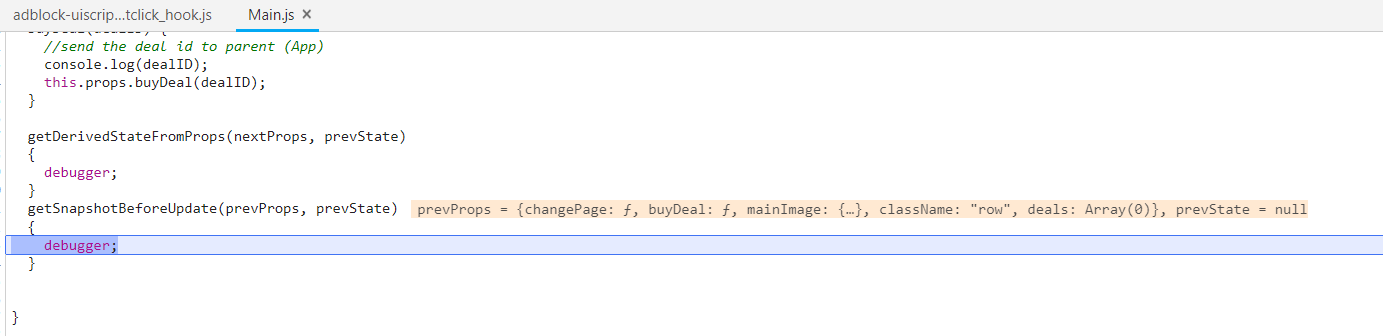 adblock-uiscrip...tclick_hook.js Main.js ×
//send the deal id to parent (App)
console.log(dealID);
this.props.buyDeal(dealID);
}
getDerivedStateFromProps(nextProps, prevState)
{
debugger;
}
getSnapshotBeforeUpdate(prevProps, prevState) prevProps = {changePage: ƒ, buyDeal: ƒ, mainImage: {…}, className: "row", deals: Array(0)}, prevState = null
{
debugger;
}
}